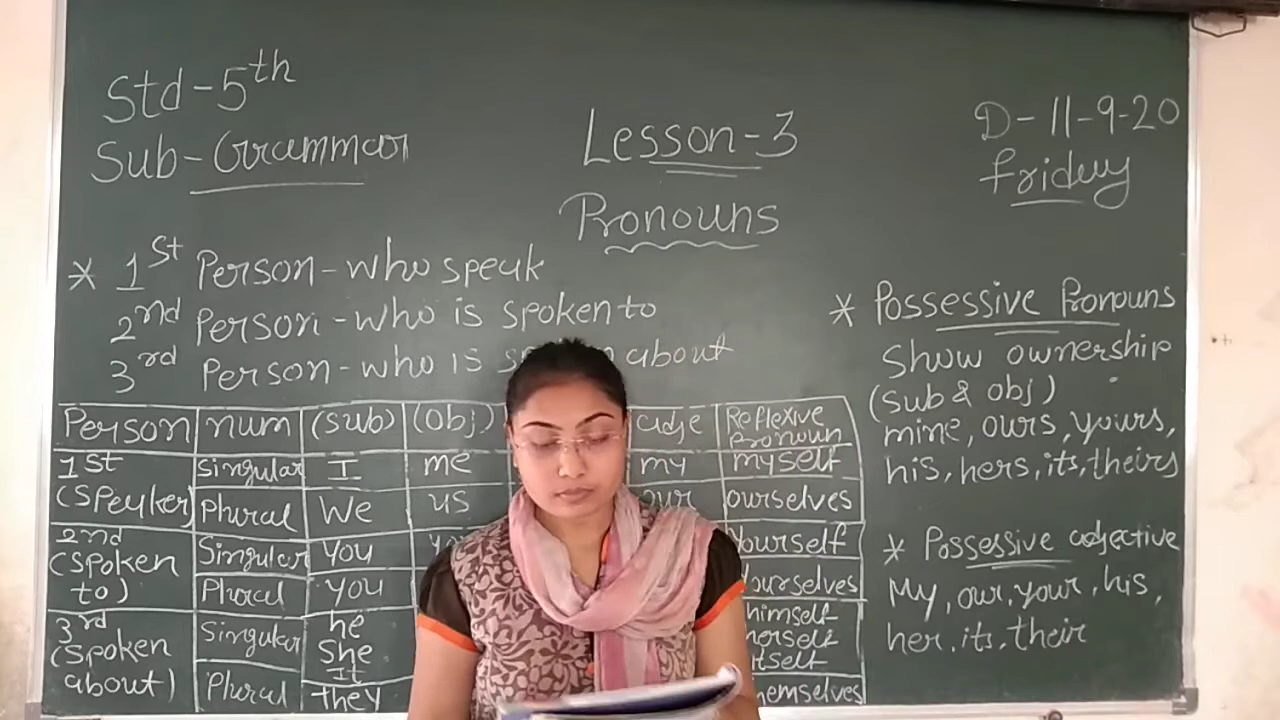 Std-5th
Sub-Grammar
Lesson-3
Pronouns
D-11-9-20
Friday
* 1st Person-who speak
2nd Person-who is spoken to
3rd Person-who is about
Person num (sub) (obj) adje Reflexive Pronoun
1st (Speaker) Singular I me my myself
Plural We us our ourselves
2nd (spoken to) Singular You yourself
Plural You yourselves
3rd (spoken about) Singular he She It himself herself itself
Plural they themselves
* Possessive Pronouns
Show ownership
(sub & obj)
mine, ours, yours,
his, hers, its, theirs
* Possessive adjective
My, our, your, his,
her, its, their